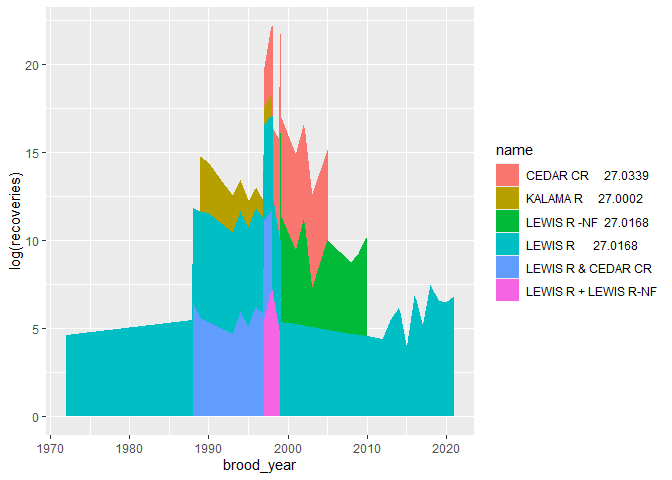 20
15
10
5
0
log(recoveries)
1970
1980
1990
2000
2010
2020
brood_year
name
CEDAR CR 27.0339
KALAMA R 27.0002
LEWIS R -NF 27.0168
LEWIS R 27.0168
LEWIS R & CEDAR CR
LEWIS R + LEWIS R-NF